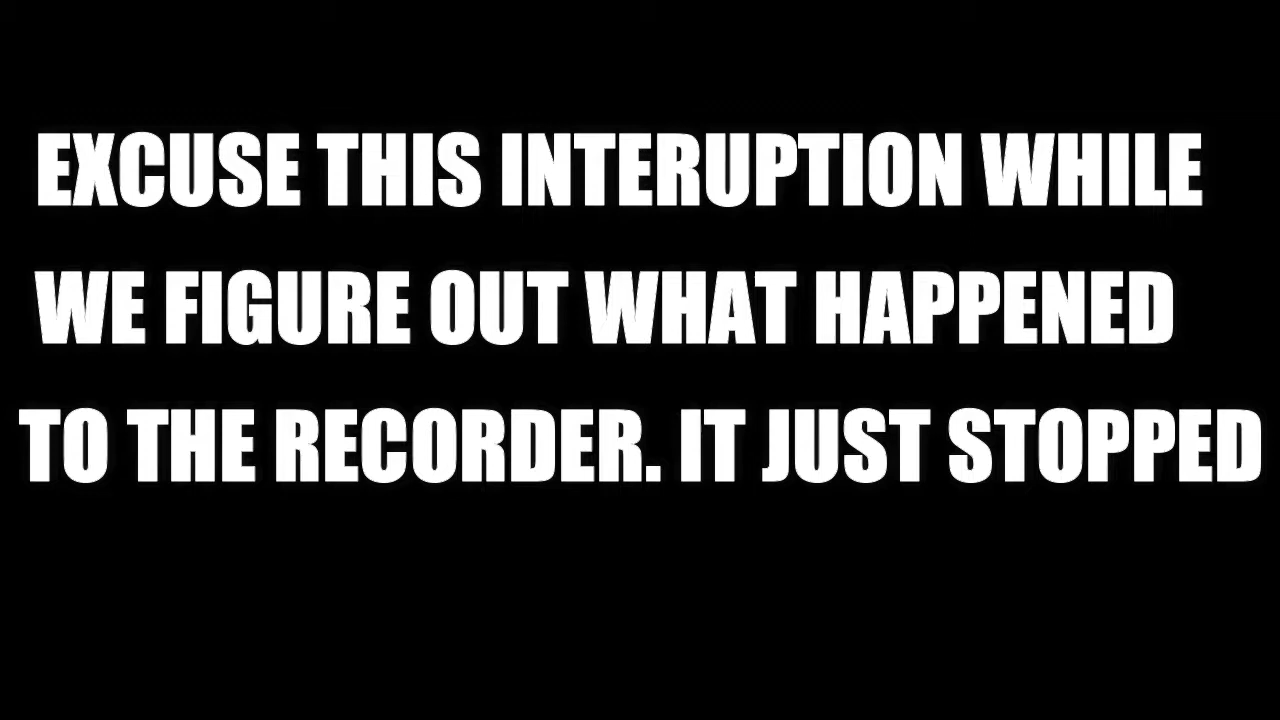 EXCUSE THIS INTERUPTION WHILE
WE FIGURE OUT WHAT HAPPENED
TO THE RECORDER. IT JUST STOPPED